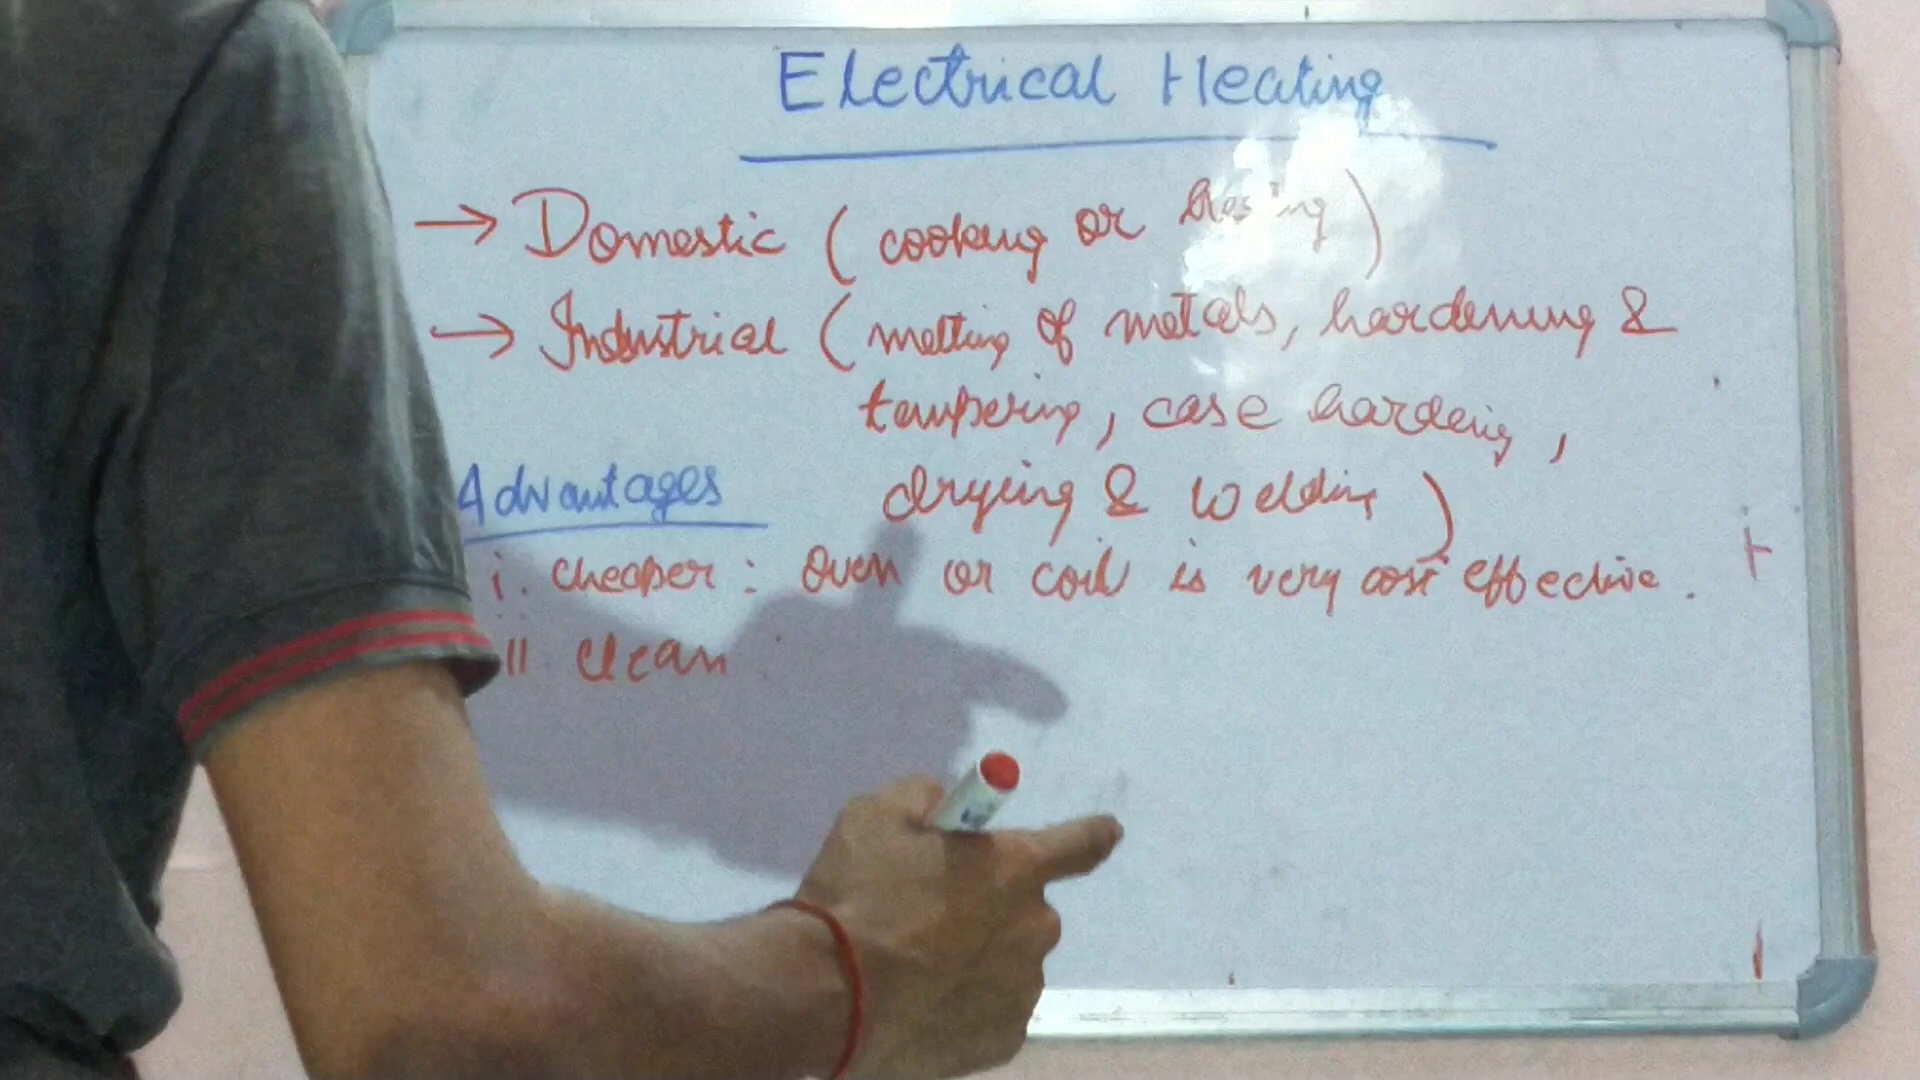 Electrical Heating
→ Domestic ( cooking or heating )
→ Industrial ( melting of metals, hardening &
tempering, case hardeing,
drying & welding )
Advantages
i. cheaper : Oven or coil is very cost effective.
ii clean